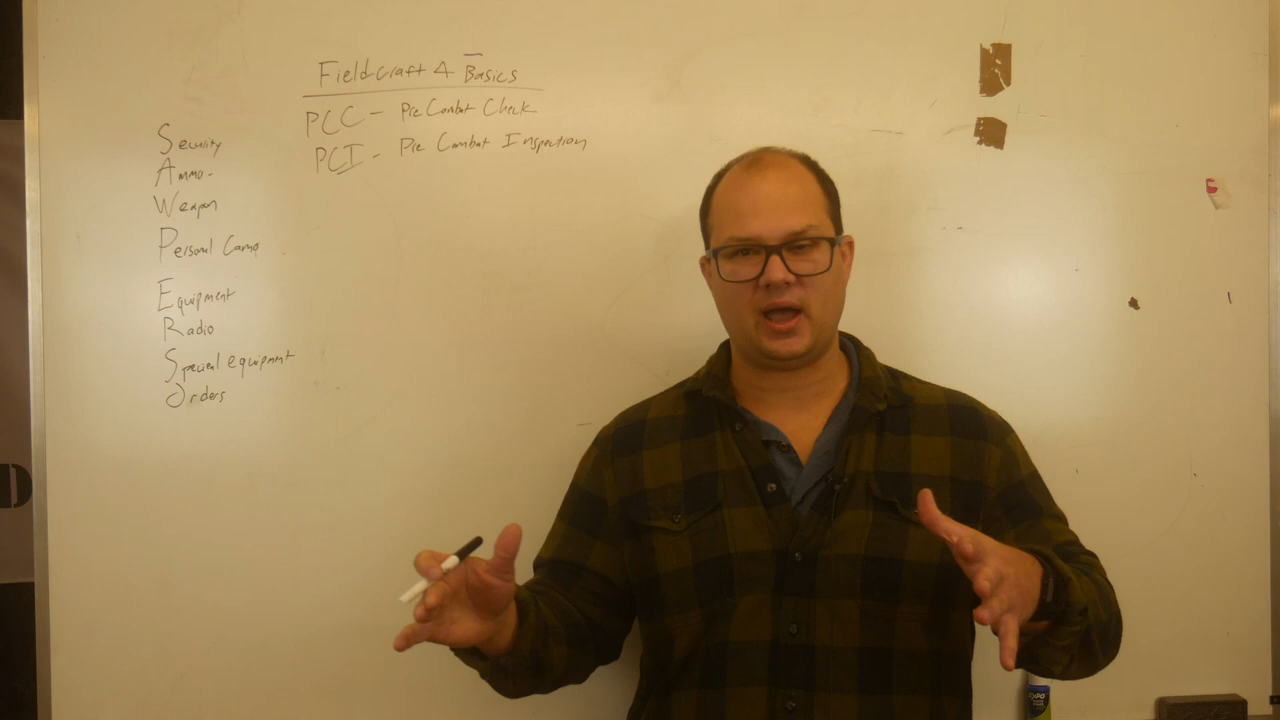 Fieldcraft 4 Basics
PCC - Pre Combat Check
PCI - Pre Combat Inspection
Security
Ammo-
Weapon
Personal Camo
Equipment
Radio
Special equipment
Orders
EXPO
D